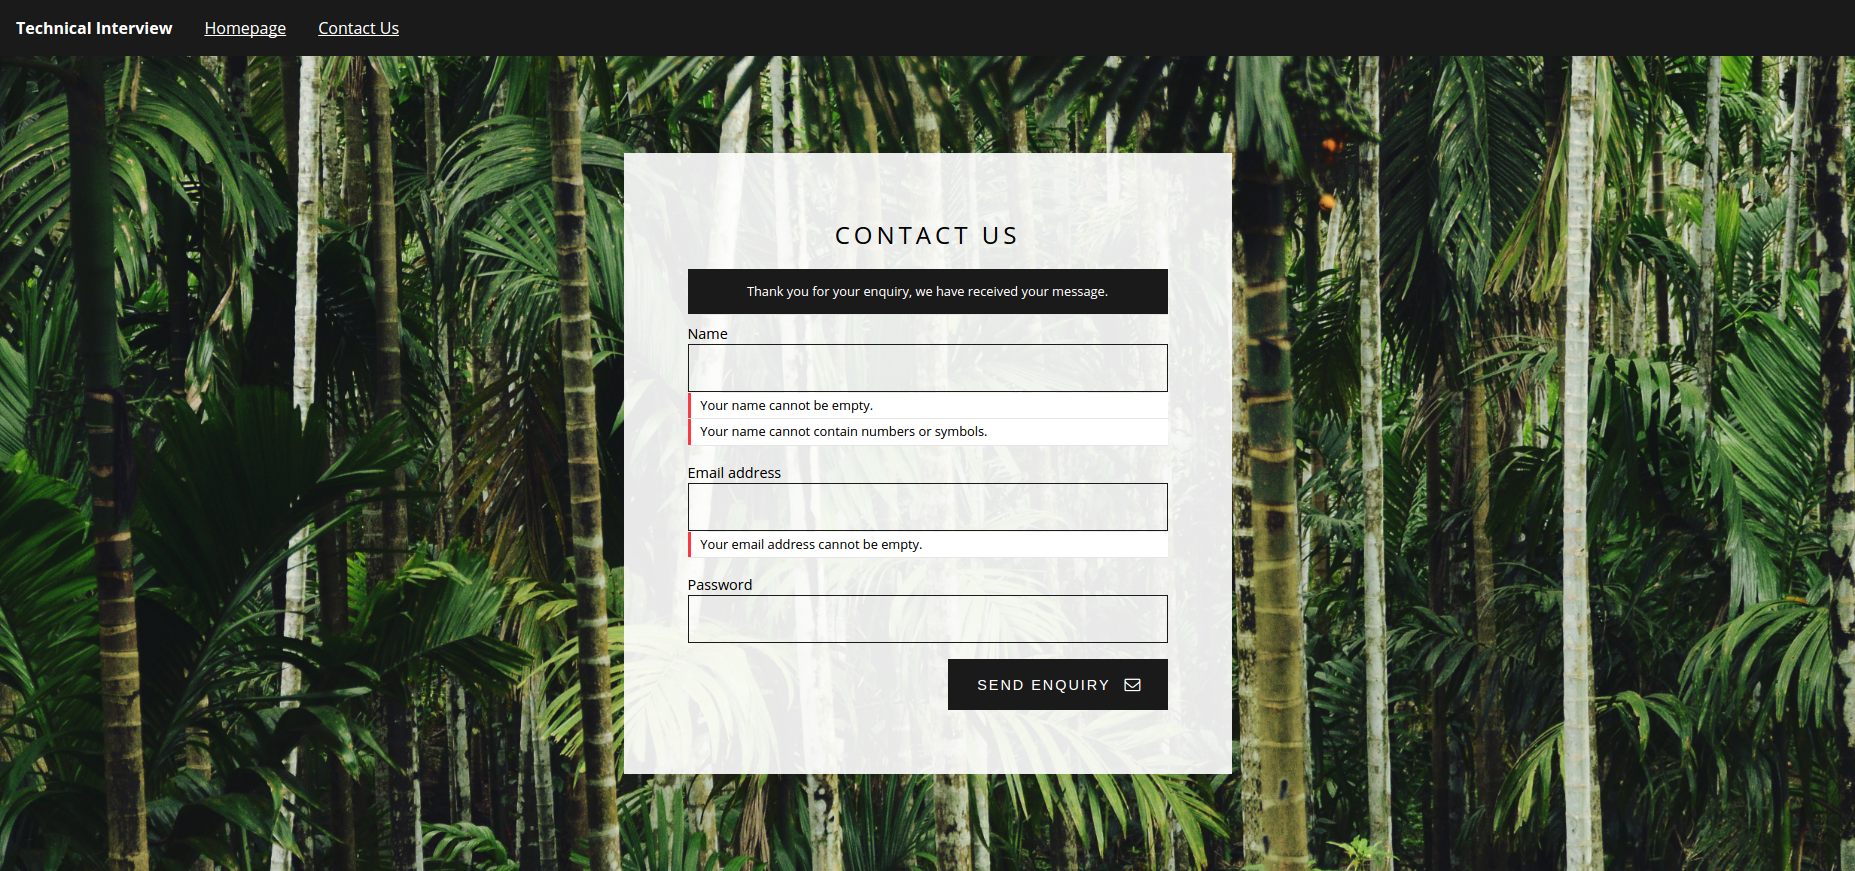 Technical Interview Homepage Contact Us
CONTACT US
Thank you for your enquiry, we have received your message.
Name
Your name cannot be empty.
Your name cannot contain numbers or symbols.
Email address
Your email address cannot be empty.
Password
SEND ENQUIRY